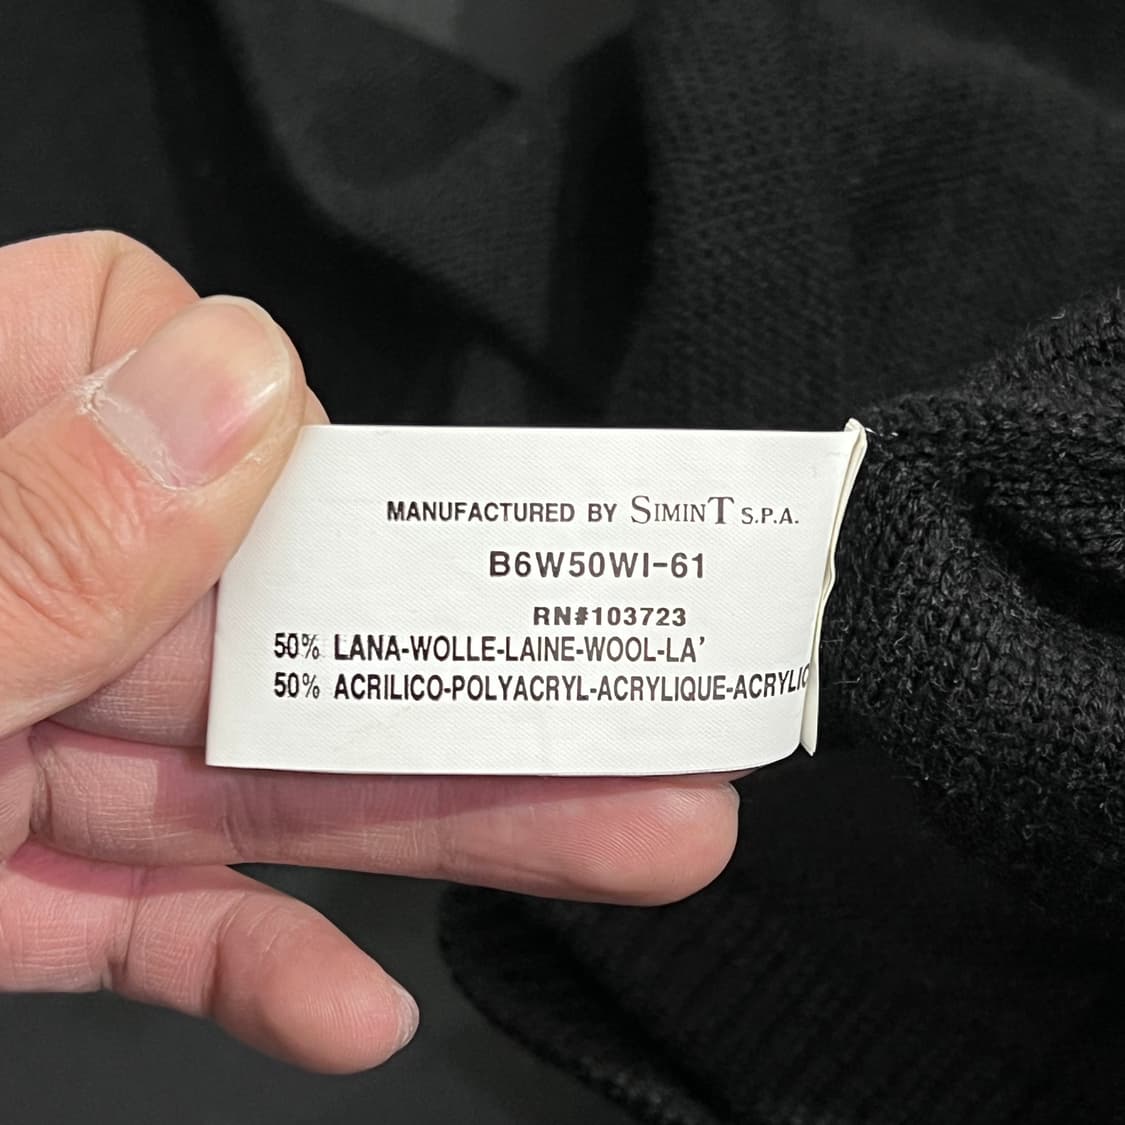 MANUFACTURED BY SIMINT S.P.A.
B6W50WI-61
RN#103723
50% LANA-WOLLE-LAINE-WOOL-LA'
50% ACRILICO-POLYACRYL-ACRYLIQUE-ACRYLIC